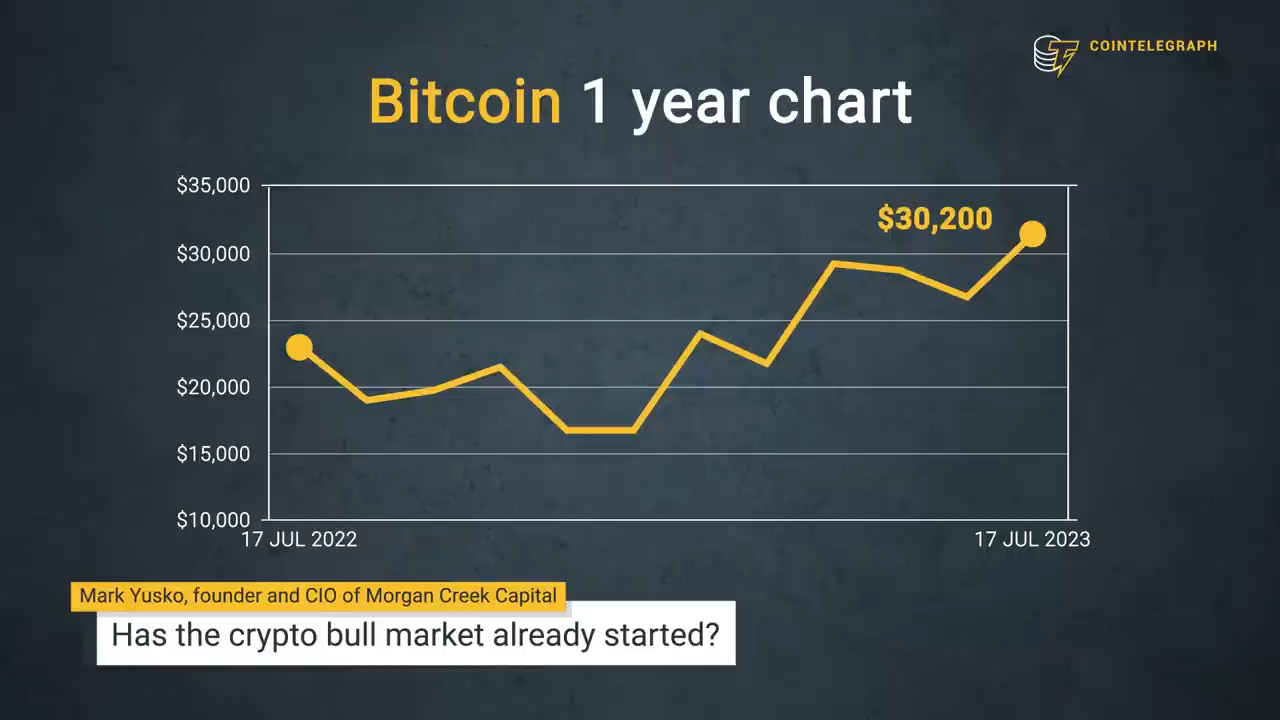 COINTELEGRAPH
Bitcoin 1 year chart
$35,000
$30,200
$30,000
$25,000
$20,000
$15,000
$10,000
17 JUL 2022
17 JUL 2023
Mark Yusko, founder and CIO of Morgan Creek Capital
Has the crypto bull market already started?